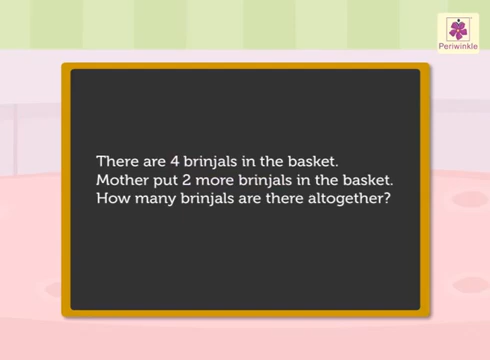 Periwinkle
There are 4 brinjals in the basket.
Mother put 2 more brinjals in the basket.
How many brinjals are there altogether?